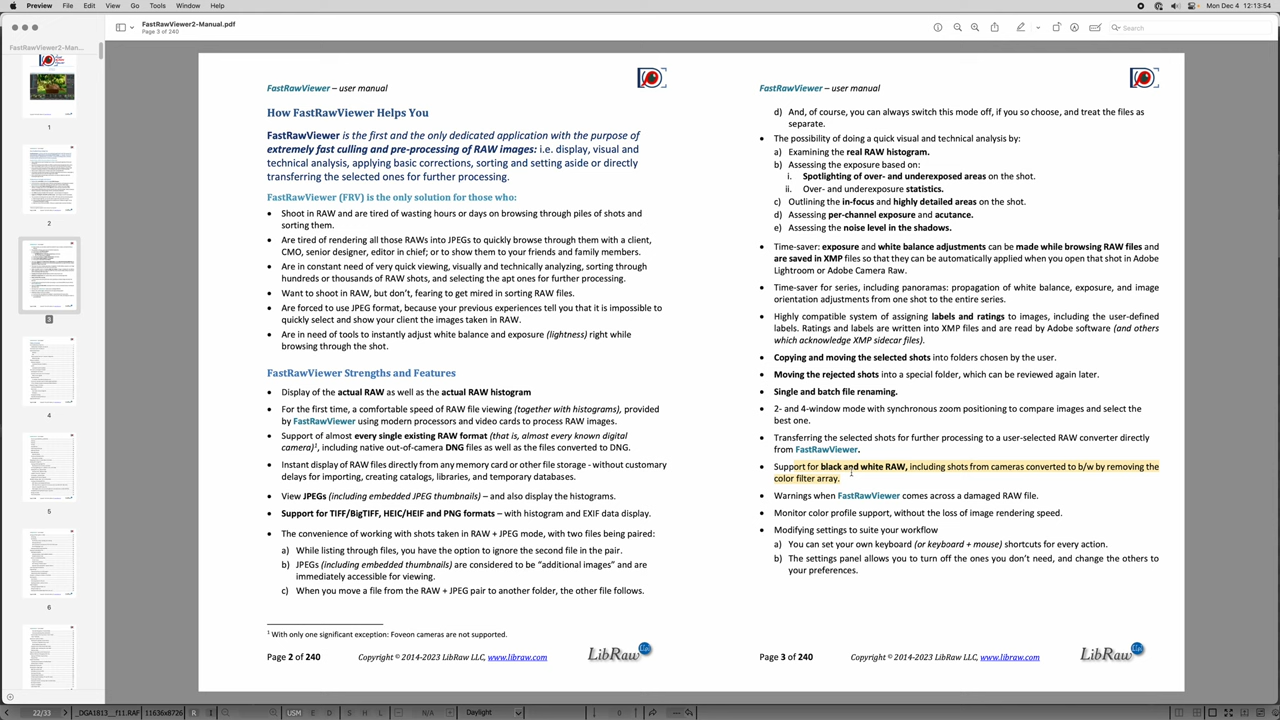 Preview File Edit View Go Tools Window Help Mon Dec 4 12:13:54
FastRawViewer2-Manual.pdf
Page 3 of 240
Search
FastRawViewer2-Man...
1
2
3
4
5
6
FastRawViewer – user manual
How FastRawViewer Helps You
FastRawViewer is the first and the only dedicated application with the purpose of
extremely fast culling and pre-processing of RAW images: i.e. display, visual and
technical analysis, applying basic corrections, sorting and setting aside or directly
transferring the selected ones for further processing.
FastRawViewer (FRV) is the only solution for those who:
• Shoot in RAW and are tired of wasting hours or days on browsing through piles of shots and
sorting them.
• Are tired of rendering all those RAWs into JPEGs in order to browse through them with a client,
CMO, senior designer, editor-in-chief, or to show them to your friends and family members.
• Are in constant need of instantly viewing, visually and technically analyzing, sorting through
hundreds or thousands of RAW shots, and selecting the apt ones for further processing.
• Want to shoot in RAW, but don't, fearing to get mired in sorting RAW files.
• Are forced to use JPEG format, because your previous experiences tell you that it is impossible to
quickly select and show your client the images taken in RAW.
• Are in need of tools to instantly adjust white balance and exposure (lightness) right while
browsing through the shot.
FastRawViewer Strengths and Features
• Display of the actual RAW as well as the actual RAW histogram
• For the first time, a comfortable speed of RAW file viewing (together with histograms), provided
by FastRawViewer using modern processors and video cards to process RAW images.
• Support of almost every single existing RAW format (that is, almost every known digital
camera)1, including native in-camera DNG files as well as the files converted to DNG.
• Instant display of RAW files directly from any memory card or other file storage - without customary
pre-importing, creating catalogs, libraries, or temporary databases.
• View JPEGs (including embedded JPEG thumbnails) – and also display the histograms.
• Support for TIFF/BigTIFF, HEIC/HEIF and PNG formats – with histogram and EXIF data display.
• The convenience of working with shots taken in RAW + JPEG mode, with two files being paired:
a) While listing through, you have the option to ignore the second file in the pair.
b) JPEGs (including embedded thumbnails) are considered to be "additional images" and are
immediately accessible for viewing.
c) When you move a file from the RAW + JPEG pair to another folder, the other file follows.
1 With one yet significant exception: Foveon cameras are not supported.
Page 2 of 240 Copyright © 2014-2023 LibRaw LLC, www.libraw.com LibRaw
FastRawViewer – user manual
d) And, of course, you can always switch this mode off, if you so choose, and treat the files as
separate.
• The possibility of doing a quick visual and technical analysis by:
a) Examining the real RAW histogram.
b) Assessing the exposure based on:
i. Spotlighting of over- and underexposed areas on the shot.
ii. Over- and underexposure statistics.
c) Outlining the in-focus and highly detailed areas on the shot.
d) Assessing per-channel exposure and acutance.
e) Assessing the noise level in the shadows.
• Time-saver: exposure and white balance adjustments can be made while browsing RAW files and
are saved in XMP files so that they can be automatically applied when you open that shot in Adobe
Lightroom or Adobe Camera Raw.
• Time-saver for series, including panoramas: propagation of white balance, exposure, and image
orientation adjustments from one shot to the entire series.
• Highly compatible system of assigning labels and ratings to images, including the user-defined
labels. Ratings and labels are written into XMP files and are read by Adobe software (and others
which acknowledge XMP sidecar files).
• Copying and moving the selected shots into folders chosen by the user.
• Moving the rejected shots into a special folder, which can be reviewed again later.
• Single and batch file renaming.
• 2- and 4-window mode with synchronous zoom positioning to compare images and select the
best one.
• Transferring the selected shots for further processing to a user-selected RAW converter directly
from FastRawViewer.
• Support for black and white RAW, including shots from cameras converted to b/w by removing the
color filter array.
• Warnings when FastRawViewer comes across a damaged RAW file.
• Monitor color profile support, without the loss of image rendering speed.
• Modifying settings to suite your workflow
a) You can set your own keyboard (or keyboard + mouse) shortcuts for every action.
b) The settings panel allows you to turn off the ones you don't need, and change the others to
your preferences.
Page 3 of 240 Copyright © 2014-2023 LibRaw LLC, www.libraw.com LibRaw
22/33 _DGA1813__f11.RAF 11636x8726 R I USM E D S H L N/A Daylight 0